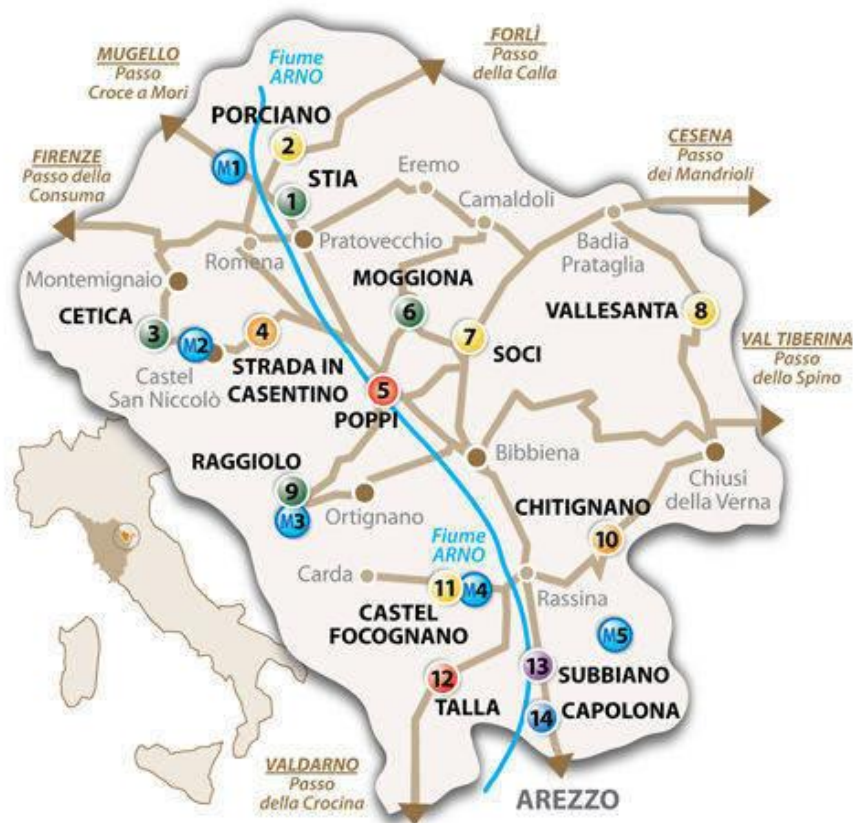 FORLÌ
Passo
della Calla
MUGELLO
Passo
Croce a Mori
Fiume
ARNO
PORCIANO
2
CESENA
Passo
dei Mandrioli
FIRENZE
Passo della
Consuma
M1
STIA
1
Eremo
Camaldoli
Pratovecchio
Romena
Badia
Prataglia
Montemignaio
MOGGIONA
6
CETICA
3
M2
4
7
SOCI
VALLESANTA
8
VAL TIBERINA
Passo
dello Spino
Castel
San Niccolò
STRADA IN
CASENTINO
5
POPPI
RAGGIOLO
9
M3
Ortignano
Bibbiena
Chiusi
della Verna
CHITIGNANO
10
Fiume
ARNO
Carda
11
M4
Rassina
CASTEL
FOCOGNANO
M5
12
TALLA
13
SUBBIANO
14
CAPOLONA
VALDARNO
Passo
della Crocina
AREZZO